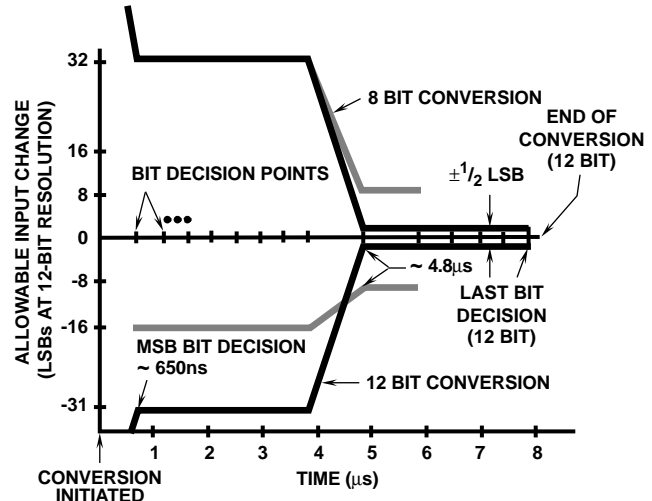 ALLOWABLE INPUT CHANGE
(LSBs AT 12-BIT RESOLUTION)
32
16
8
0
-8
-16
-31
8 BIT CONVERSION
END OF
CONVERSION
(12 BIT)
BIT DECISION POINTS
±1/2 LSB
~ 4.8µs
LAST BIT
DECISION
(12 BIT)
MSB BIT DECISION
~ 650ns
12 BIT CONVERSION
1 2 3 4 5 6 7 8
CONVERSION
INITIATED
TIME (µs)